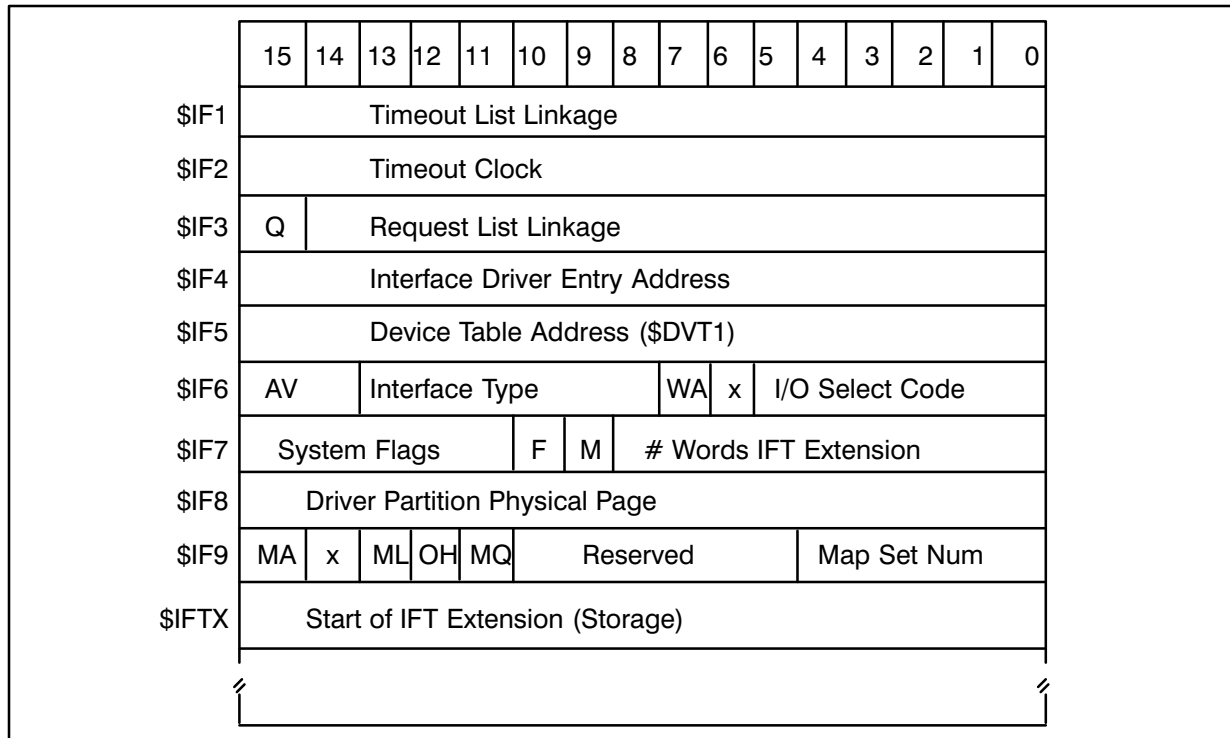 15 14 13 12 11 10 9 8 7 6 5 4 3 2 1 0
$IF1 Timeout List Linkage
$IF2 Timeout Clock
$IF3 Q Request List Linkage
$IF4 Interface Driver Entry Address
$IF5 Device Table Address ($DVT1)
$IF6 AV Interface Type WA x I/O Select Code
$IF7 System Flags F M # Words IFT Extension
$IF8 Driver Partition Physical Page
$IF9 MA x ML OH MQ Reserved Map Set Num
$IFTX Start of IFT Extension (Storage)